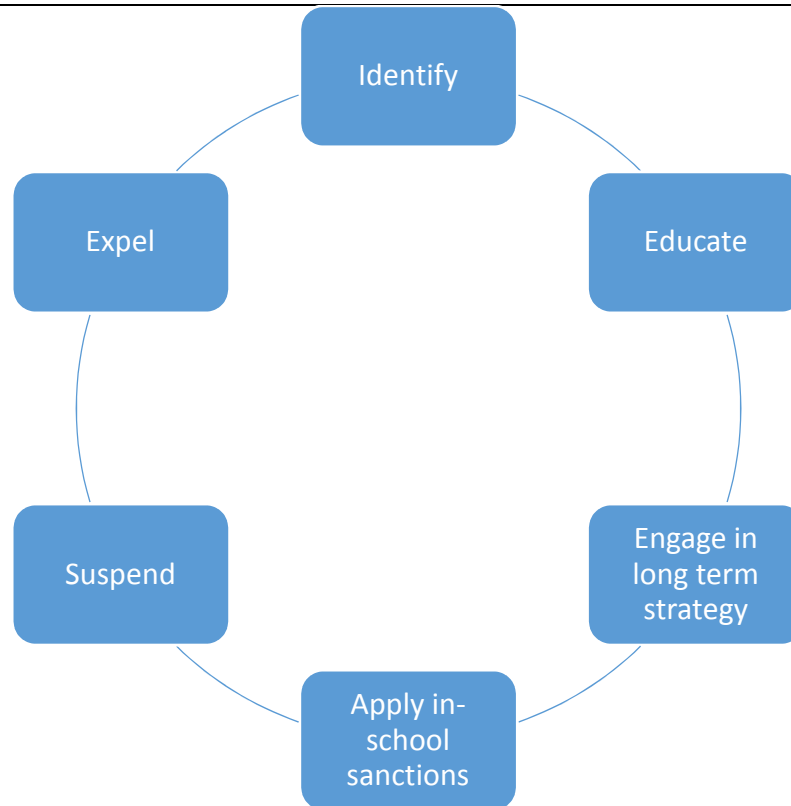 Identify
Educate
Engage in
long term
strategy
Apply in-
school
sanctions
Suspend
Expel